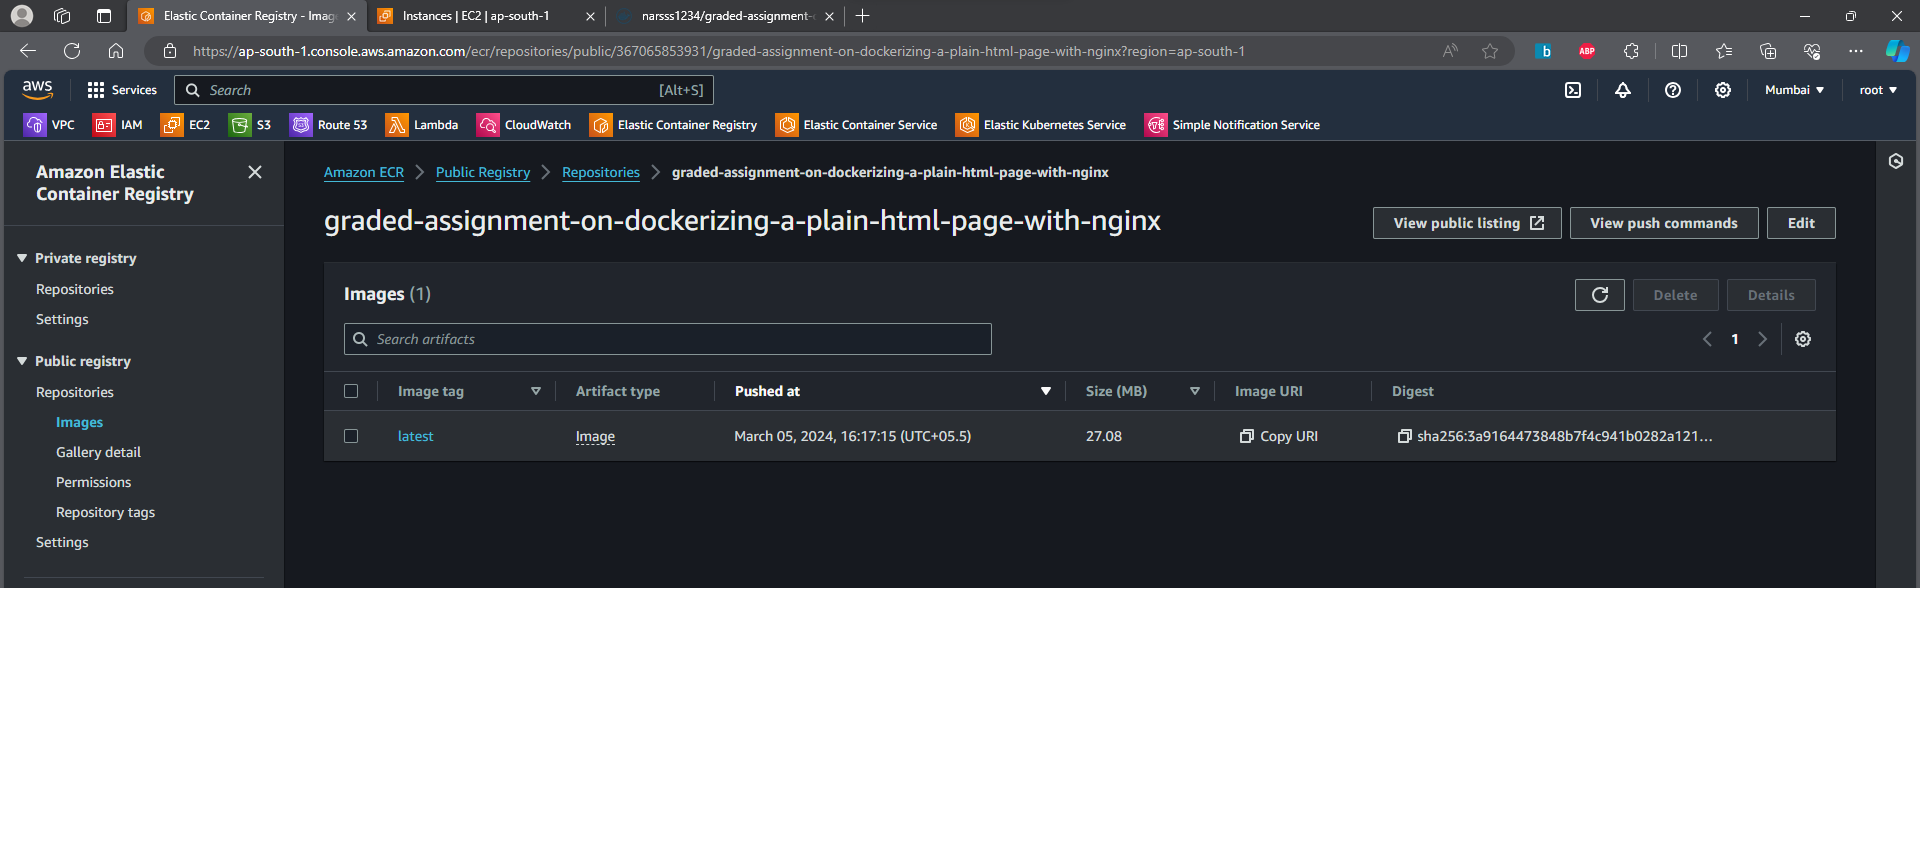 Elastic Container Registry - Imag
Instances | EC2 | ap-south-1
narsss1234/graded-assignment-
https://ap-south-1.console.aws.amazon.com/ecr/repositories/public/367065853931/graded-assignment-on-dockerizing-a-plain-html-page-with-nginx?region=ap-south-1
b
ABP
aws
Services
Search
[Alt+S]
Mumbai
root
VPC
IAM
EC2
S3
Route 53
Lambda
CloudWatch
Elastic Container Registry
Elastic Container Service
Elastic Kubernetes Service
Simple Notification Service
Amazon Elastic
Container Registry
Private registry
Repositories
Settings
Public registry
Repositories
Images
Gallery detail
Permissions
Repository tags
Settings
Amazon ECR
Public Registry
Repositories
graded-assignment-on-dockerizing-a-plain-html-page-with-nginx
graded-assignment-on-dockerizing-a-plain-html-page-with-nginx
View public listing
View push commands
Edit
Images (1)
Delete
Details
Search artifacts
1
Image tag
Artifact type
Pushed at
Size (MB)
Image URI
Digest
latest
Image
March 05, 2024, 16:17:15 (UTC+05.5)
27.08
Copy URI
sha256:3a9164473848b7f4c941b0282a121...